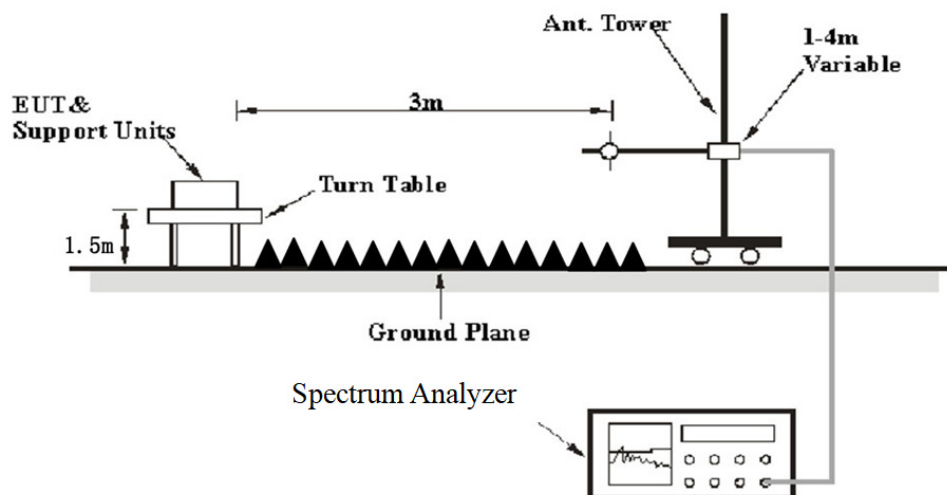 Ant. Tower
1-4m
Variable
EUT&
Support Units
3m
Turn Table
1.5m
Ground Plane
Spectrum Analyzer